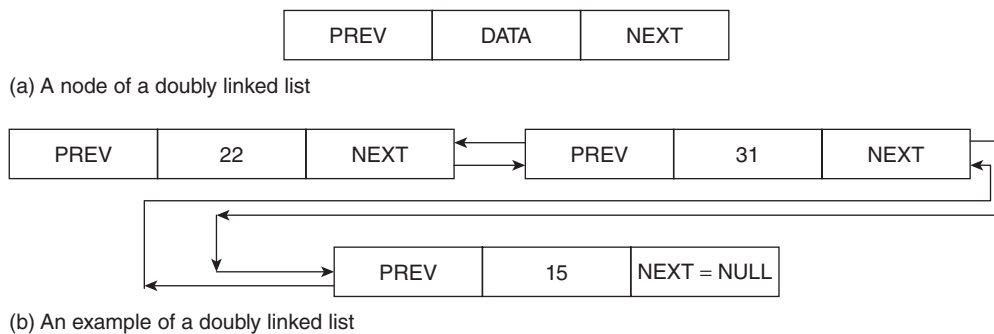 PREV DATA NEXT
(a) A node of a doubly linked list
PREV 22 NEXT PREV 31 NEXT
PREV 15 NEXT = NULL
(b) An example of a doubly linked list